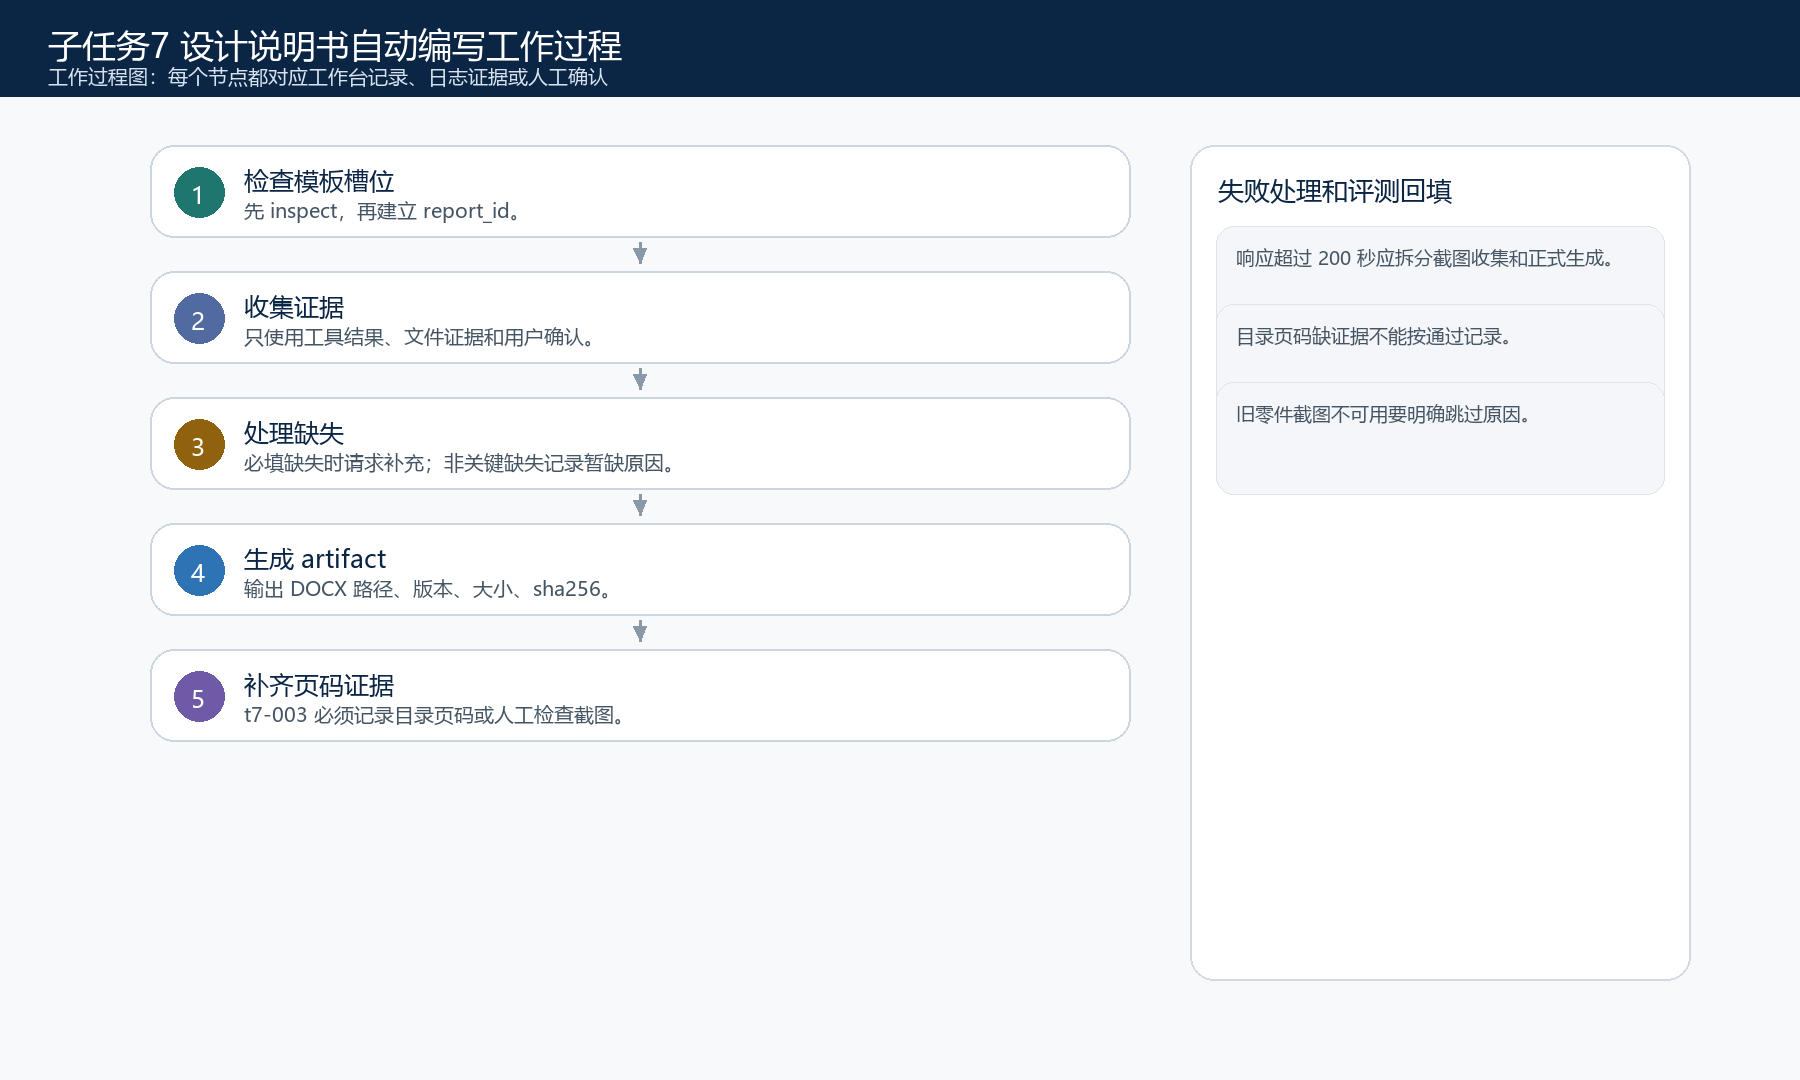 子任务7 设计说明书自动编写工作过程
工作过程图：每个节点都对应工作台记录、日志证据或人工确认
1
检查模板槽位
先 inspect，再建立 report_id。
2
收集证据
只使用工具结果、文件证据和用户确认。
3
处理缺失
必填缺失时请求补充；非关键缺失记录暂缺原因。
4
生成 artifact
输出 DOCX 路径、版本、大小、sha256。
5
补齐页码证据
t7-003 必须记录目录页码或人工检查截图。
失败处理和评测回填
响应超过 200 秒应拆分截图收集和正式生成。
目录页码缺证据不能按通过记录。
旧零件截图不可用要明确跳过原因。